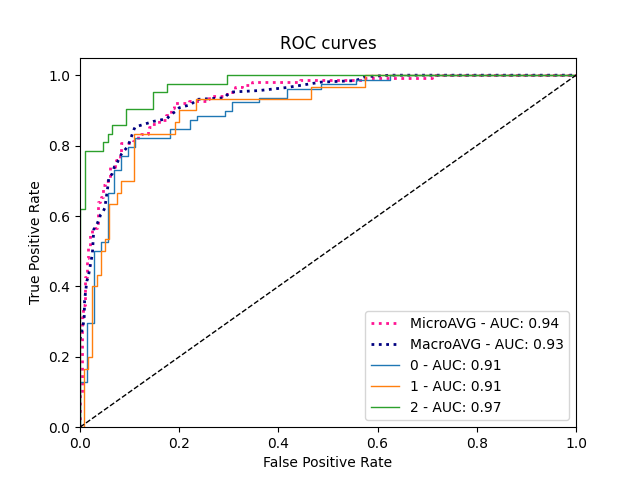 ROC curves
True Positive Rate
1.0
0.8
0.6
0.4
0.2
0.0
MicroAVG - AUC: 0.94
MacroAVG - AUC: 0.93
0 - AUC: 0.91
1 - AUC: 0.91
2 - AUC: 0.97
0.0 0.2 0.4 0.6 0.8 1.0
False Positive Rate